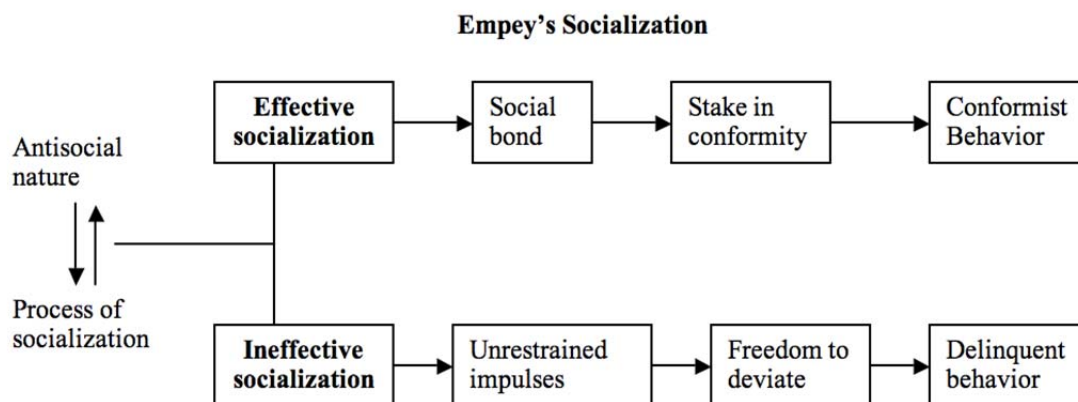 Empey's Socialization
Effective
socialization
Social
bond
Stake in
conformity
Conformist
Behavior
Antisocial
nature
Process of
socialization
Ineffective
socialization
Unrestrained
impulses
Freedom to
deviate
Delinquent
behavior